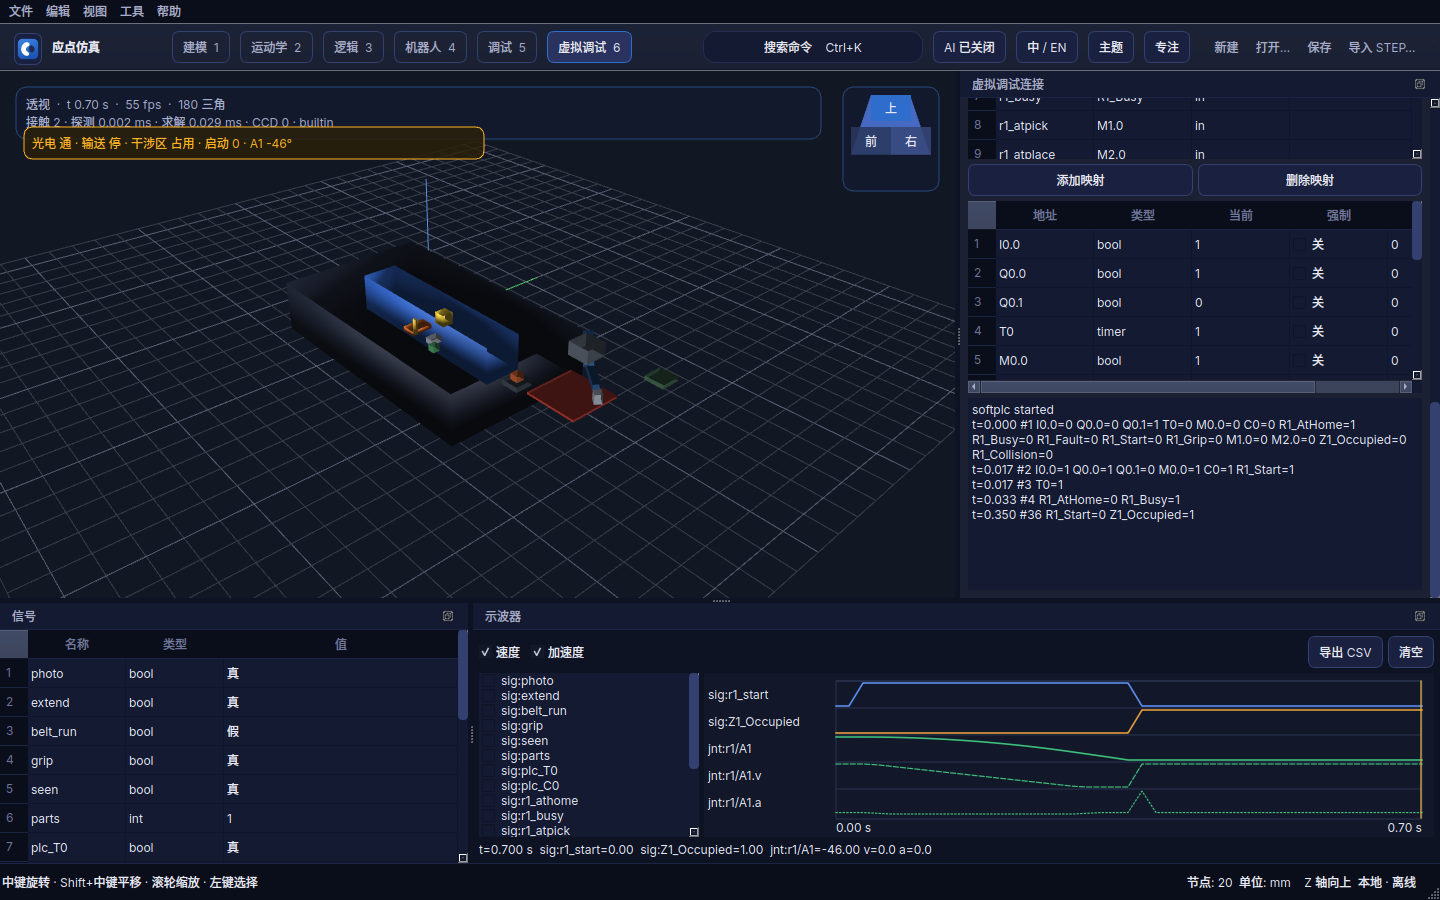 文件 编辑 视图 工具 帮助
应点仿真 建模 1 运动学 2 逻辑 3 机器人 4 调试 5 虚拟调试 6 搜索命令 Ctrl+K AI 已关闭 中 / EN 主题 专注 新建 打开... 保存 导入 STEP...
透视 · t 0.70 s · 55 fps · 180 三角
接触 2 · 探测 0.002 ms · 求解 0.029 ms · CCD 0 · builtin
光电 通 · 输送 停 · 干涉区 占用 · 启动 0 · A1 -46°
上
前 右
虚拟调试连接
7 r1_busy R1_Busy in
8 r1_atpick M1.0 in
9 r1_atplace M2.0 in
添加映射 删除映射
地址 类型 当前 强制
1 I0.0 bool 1 关 0
2 Q0.0 bool 1 关 0
3 Q0.1 bool 0 关 0
4 T0 timer 1 关 0
5 M0.0 bool 1 关 0
softplc started
t=0.000 #1 I0.0=0 Q0.0=0 Q0.1=1 T0=0 M0.0=0 C0=0 R1_AtHome=1
R1_Busy=0 R1_Fault=0 R1_Start=0 R1_Grip=0 M1.0=0 M2.0=0 Z1_Occupied=0
R1_Collision=0
t=0.017 #2 I0.0=1 Q0.0=1 Q0.1=0 M0.0=1 C0=1 R1_Start=1
t=0.017 #3 T0=1
t=0.033 #4 R1_AtHome=0 R1_Busy=1
t=0.350 #36 R1_Start=0 Z1_Occupied=1
信号
名称 类型 值
1 photo bool 真
2 extend bool 真
3 belt_run bool 假
4 grip bool 真
5 seen bool 真
6 parts int 1
7 plc_T0 bool 真
示波器
✓ 速度 ✓ 加速度 导出 CSV 清空
sig:photo
sig:extend
sig:belt_run
sig:grip
sig:seen
sig:parts
sig:plc_T0
sig:plc_C0
sig:r1_athome
sig:r1_busy
sig:r1_atpick
sig:r1_start
sig:Z1_Occupied
jnt:r1/A1
jnt:r1/A1.v
jnt:r1/A1.a
0.00 s 0.70 s
t=0.700 s sig:r1_start=0.00 sig:Z1_Occupied=1.00 jnt:r1/A1=-46.00 v=0.0 a=0.0
中键旋转 · Shift+中键平移 · 滚轮缩放 · 左键选择 节点: 20 单位: mm Z 轴向上 本地 · 离线